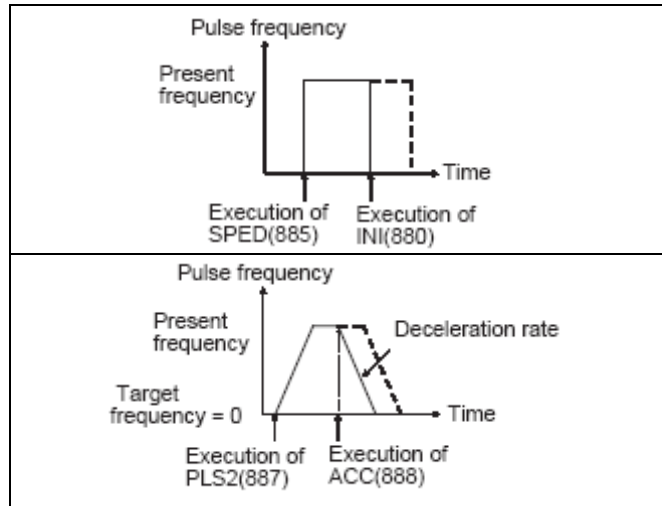 Pulse frequency
Present
frequency
Time
Execution of
SPED(885)
Execution of
INI(880)
Pulse frequency
Present
frequency
Deceleration rate
Target
frequency = 0
Time
Execution of
PLS2(887)
Execution of
ACC(888)